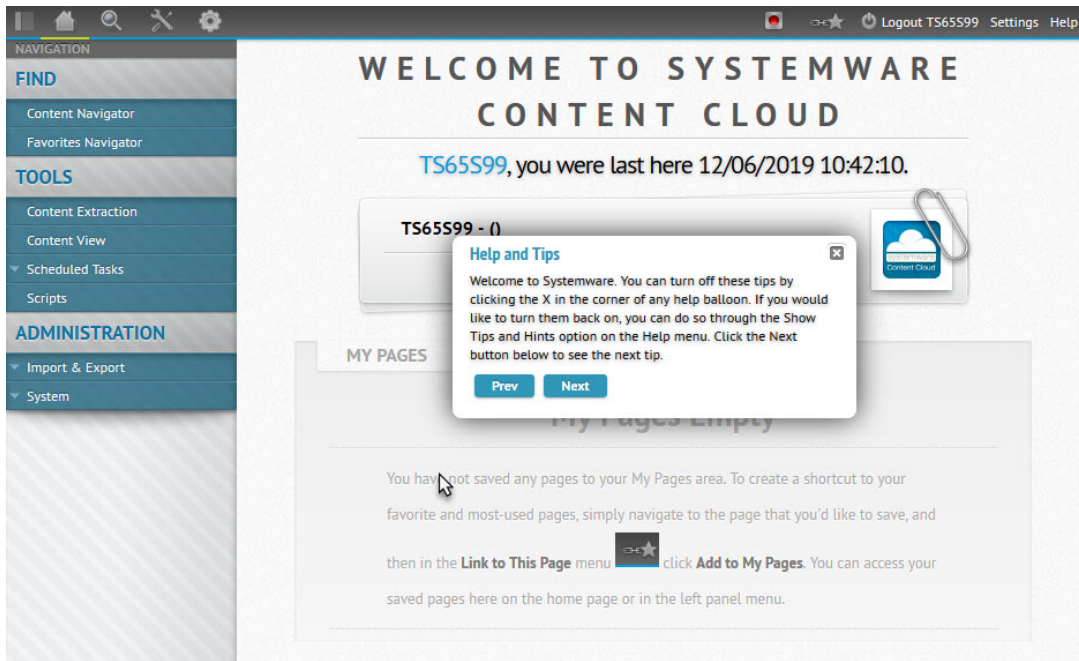 Logout TS65S99 Settings Help
NAVIGATION
FIND
Content Navigator
Favorites Navigator
TOOLS
Content Extraction
Content View
Scheduled Tasks
Scripts
ADMINISTRATION
Import & Export
System
WELCOME TO SYSTEMWARE
CONTENT CLOUD
TS65S99, you were last here 12/06/2019 10:42:10.
TS65S99 - ()
systemware
Content Cloud
Help and Tips
Welcome to Systemware. You can turn off these tips by
clicking the X in the corner of any help balloon. If you would
like to turn them back on, you can do so through the Show
Tips and Hints option on the Help menu. Click the Next
button below to see the next tip.
Prev Next
MY PAGES
My Pages Empty
You have not saved any pages to your My Pages area. To create a shortcut to your
favorite and most-used pages, simply navigate to the page that you'd like to save, and
then in the Link to This Page menu click Add to My Pages. You can access your
saved pages here on the home page or in the left panel menu.